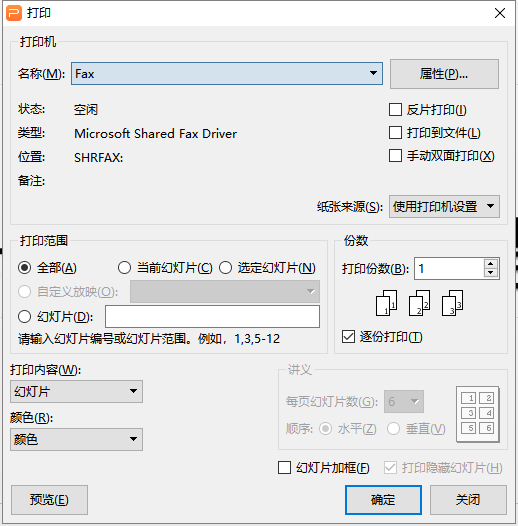 打印
打印机
名称(M): Fax 属性(P)...
状态: 空闲 反片打印(I)
类型: Microsoft Shared Fax Driver 打印到文件(L)
位置: SHRFAX: 手动双面打印(X)
备注:
纸张来源(S): 使用打印机设置
打印范围
全部(A) 当前幻灯片(C) 选定幻灯片(N)
自定义放映(O):
幻灯片(D):
请输入幻灯片编号或幻灯片范围。例如，1,3,5-12
份数
打印份数(B): 1
1 1 2 2 3 3
逐份打印(T)
打印内容(W):
幻灯片
颜色(R):
颜色
讲义
每页幻灯片数(G): 6
顺序: 水平(Z) 垂直(V)
1 2
3 4
5 6
幻灯片加框(F) 打印隐藏幻灯片(H)
预览(E) 确定 关闭